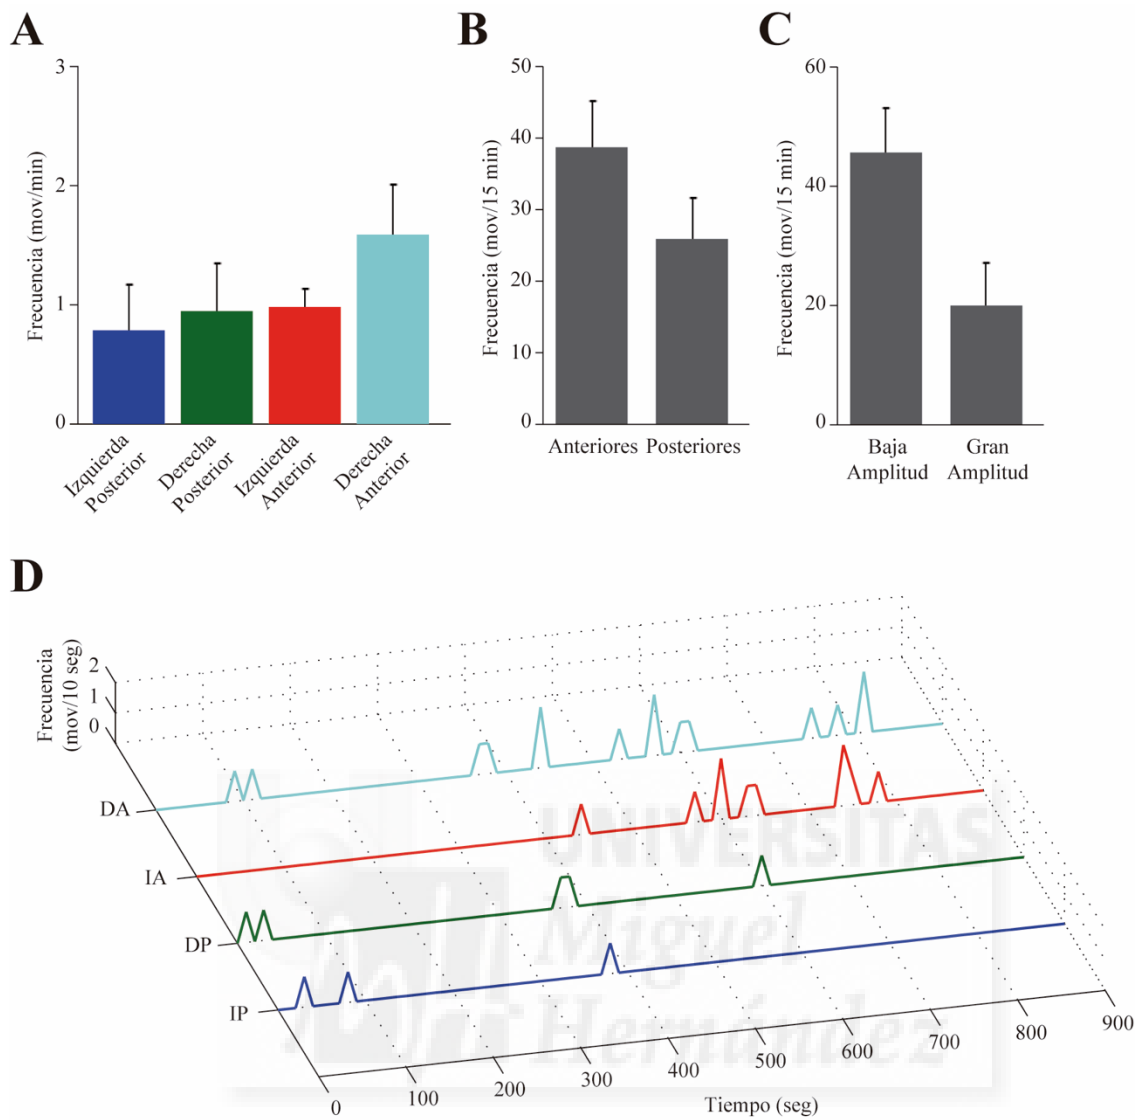 A
Frecuencia (mov/min)
3
2
1
0
Izquierda
Posterior
Derecha
Posterior
Izquierda
Anterior
Derecha
Anterior
B
Frecuencia (mov/15 min)
50
40
30
20
10
0
Anteriores
Posteriores
C
Frecuencia (mov/15 min)
60
40
20
0
Baja
Amplitud
Gran
Amplitud
D
Frecuencia
(mov/10 seg)
2
1
0
DA
IA
DP
IP
0
100
200
300
400
500
600
700
800
900
Tiempo (seg)
UNIVERSITAS
Miguel
Hernández